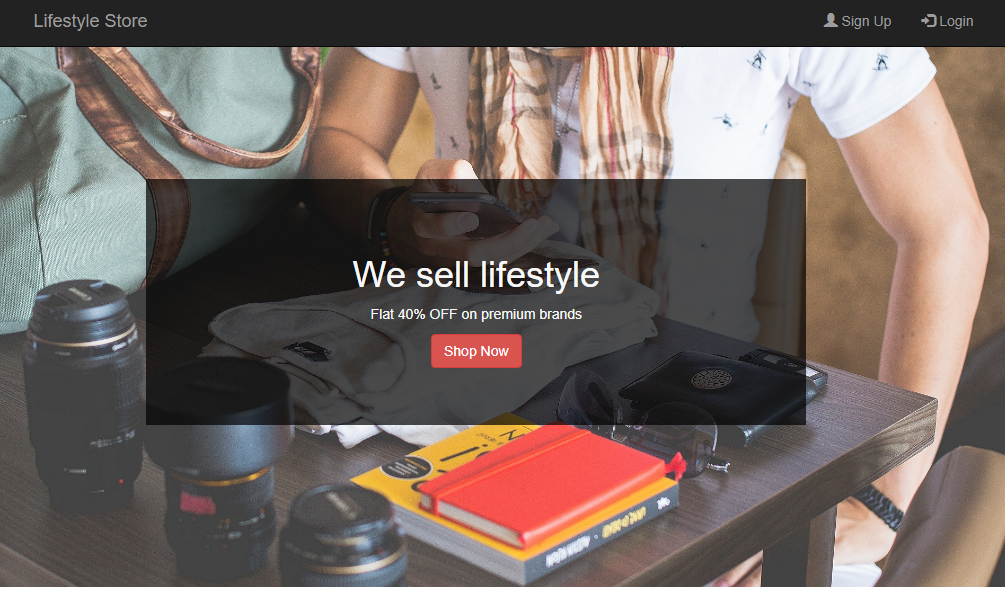 Lifestyle Store
Sign Up
Login
We sell lifestyle
Flat 40% OFF on premium brands
Shop Now